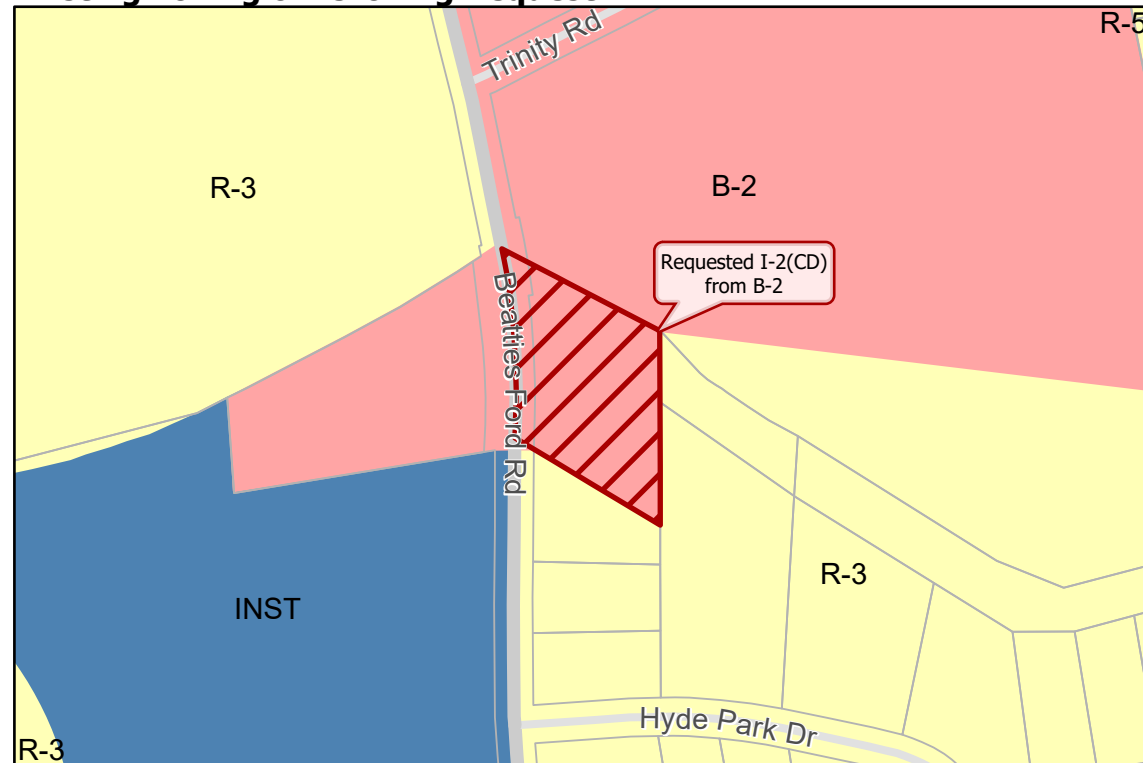 R-5
Trinity Rd
R-3
B-2
Requested I-2(CD)
from B-2
Beatties Ford Rd
R-3
INST
Hyde Park Dr
R-3